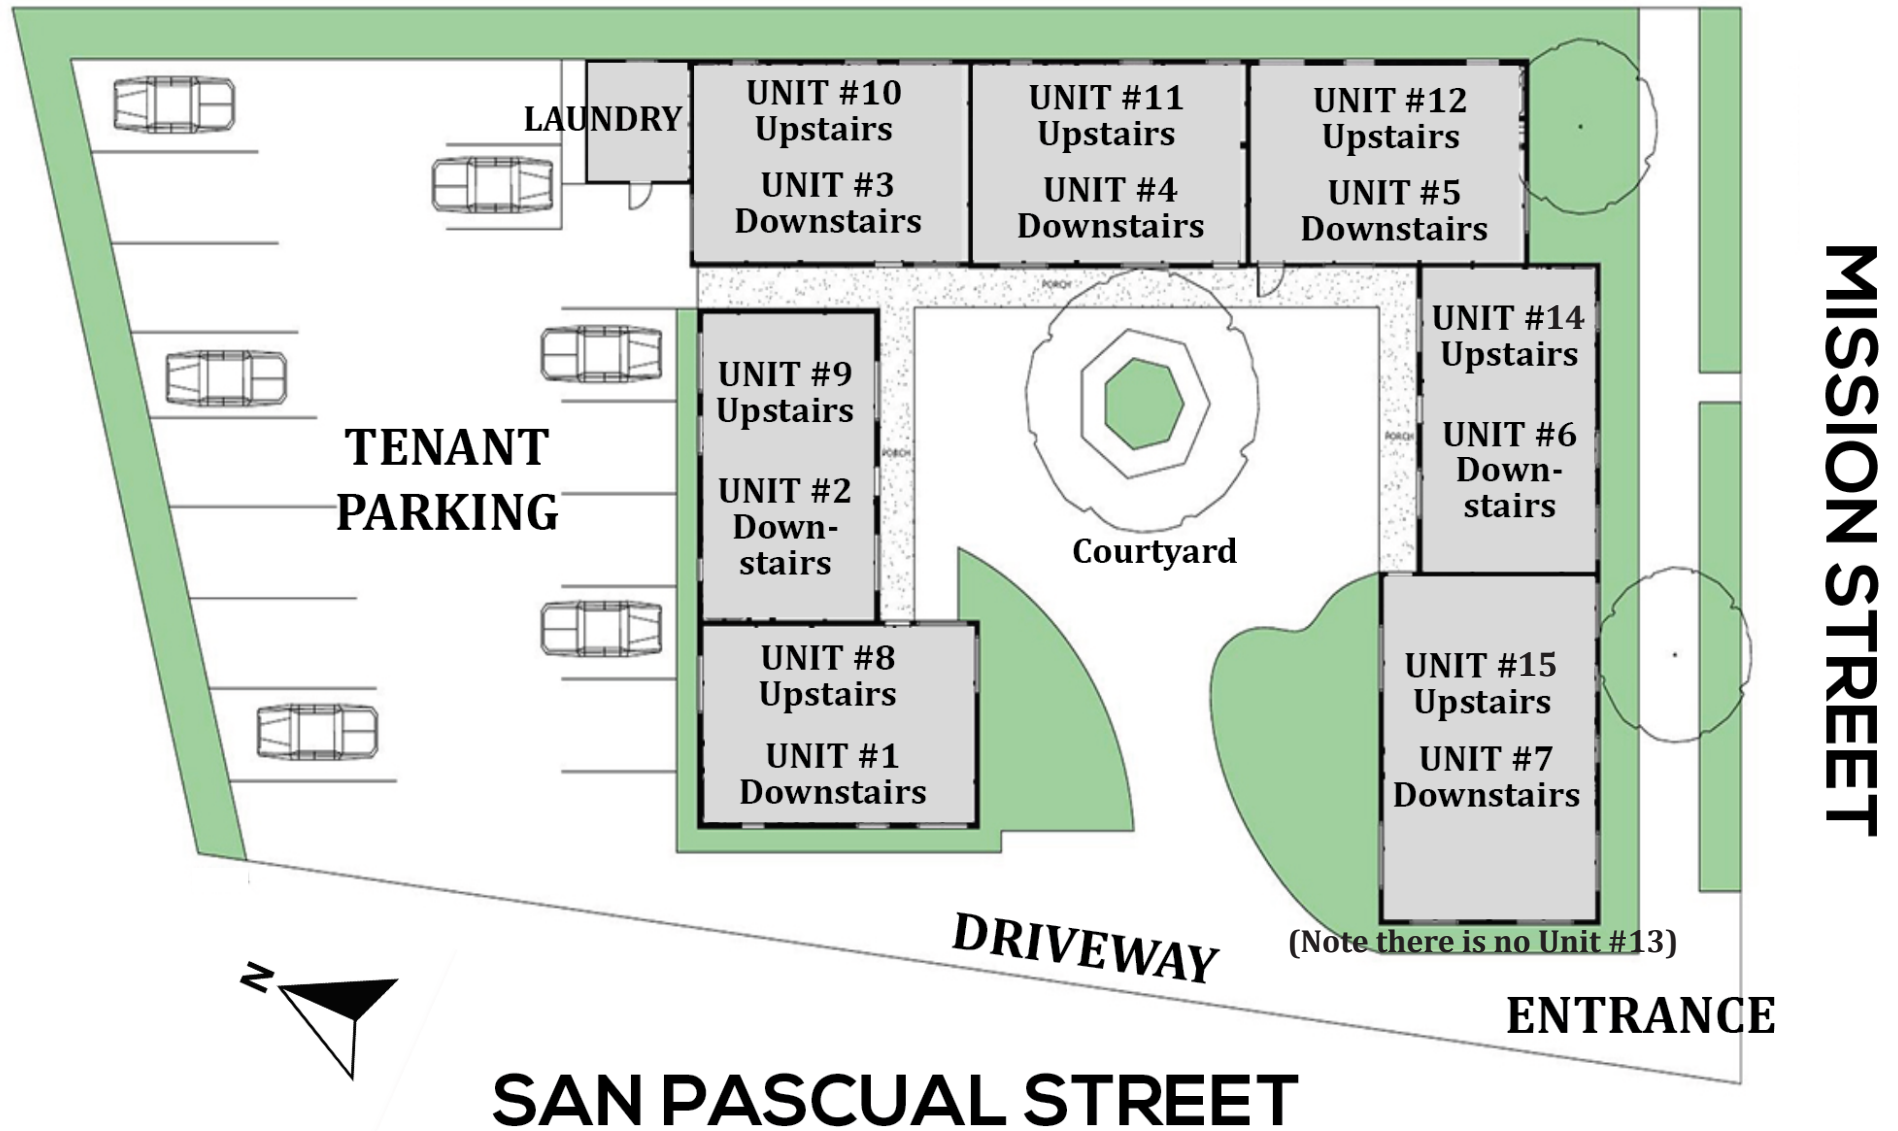 LAUNDRY
UNIT #10
Upstairs
UNIT #3
Downstairs
UNIT #11
Upstairs
UNIT #4
Downstairs
UNIT #12
Upstairs
UNIT #5
Downstairs
PORCH
UNIT #14
Upstairs
UNIT #6
Down-
stairs
PORCH
UNIT #9
Upstairs
UNIT #2
Down-
stairs
PORCH
TENANT
PARKING
Courtyard
UNIT #8
Upstairs
UNIT #1
Downstairs
UNIT #15
Upstairs
UNIT #7
Downstairs
(Note there is no Unit #13)
MISSION STREET
DRIVEWAY
ENTRANCE
N
SAN PASCUAL STREET